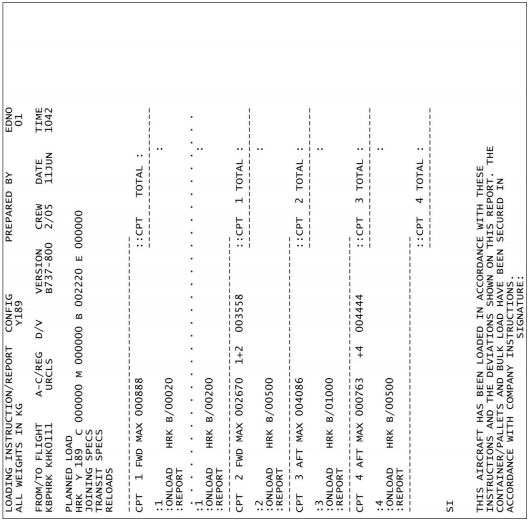 LOADING INSTRUCTION/REPORT CONFIG PREPARED BY EDNO
ALL WEIGHTS IN KG Y189 01
FROM/TO FLIGHT A-C/REG D/V VERSION CREW DATE TIME
KBPHRK KHK0111 URCLS B737-800 2/05 11JUN 1042
PLANNED LOAD
HRK Y 189 C 0000000 M 000000 B 002220 E 000000
JOINING SPECS
TRANSIT SPECS
RELOADS
CPT 1 FWD MAX 000888 ::CPT TOTAL :
:1 :
:ONLOAD HRK B/00020
:REPORT
:1 :
:ONLOAD HRK B/00200
:REPORT
CPT 2 FWD MAX 002670 1+2 003558 ::CPT 1 TOTAL :
:2 :
:ONLOAD HRK B/00500
:REPORT
CPT 3 AFT MAX 004086 ::CPT 2 TOTAL :
:3 :
:ONLOAD HRK B/01000
:REPORT
CPT 4 AFT MAX 000763 +4 004444 ::CPT 3 TOTAL :
:4 :
:ONLOAD HRK B/00500
:REPORT
::CPT 4 TOTAL :
SI
THIS AIRCRAFT HAS BEEN LOADED IN ACCORDANCE WITH THESE
INSTRUCTIONS AND THE DEVIATIONS SHOWN ON THIS REPORT. THE
CONTAINER/PALLETS AND BULK LOAD HAVE BEEN SECURED IN
ACCORDANCE WITH COMPANY INSTRUCTIONS.
SIGNATURE: